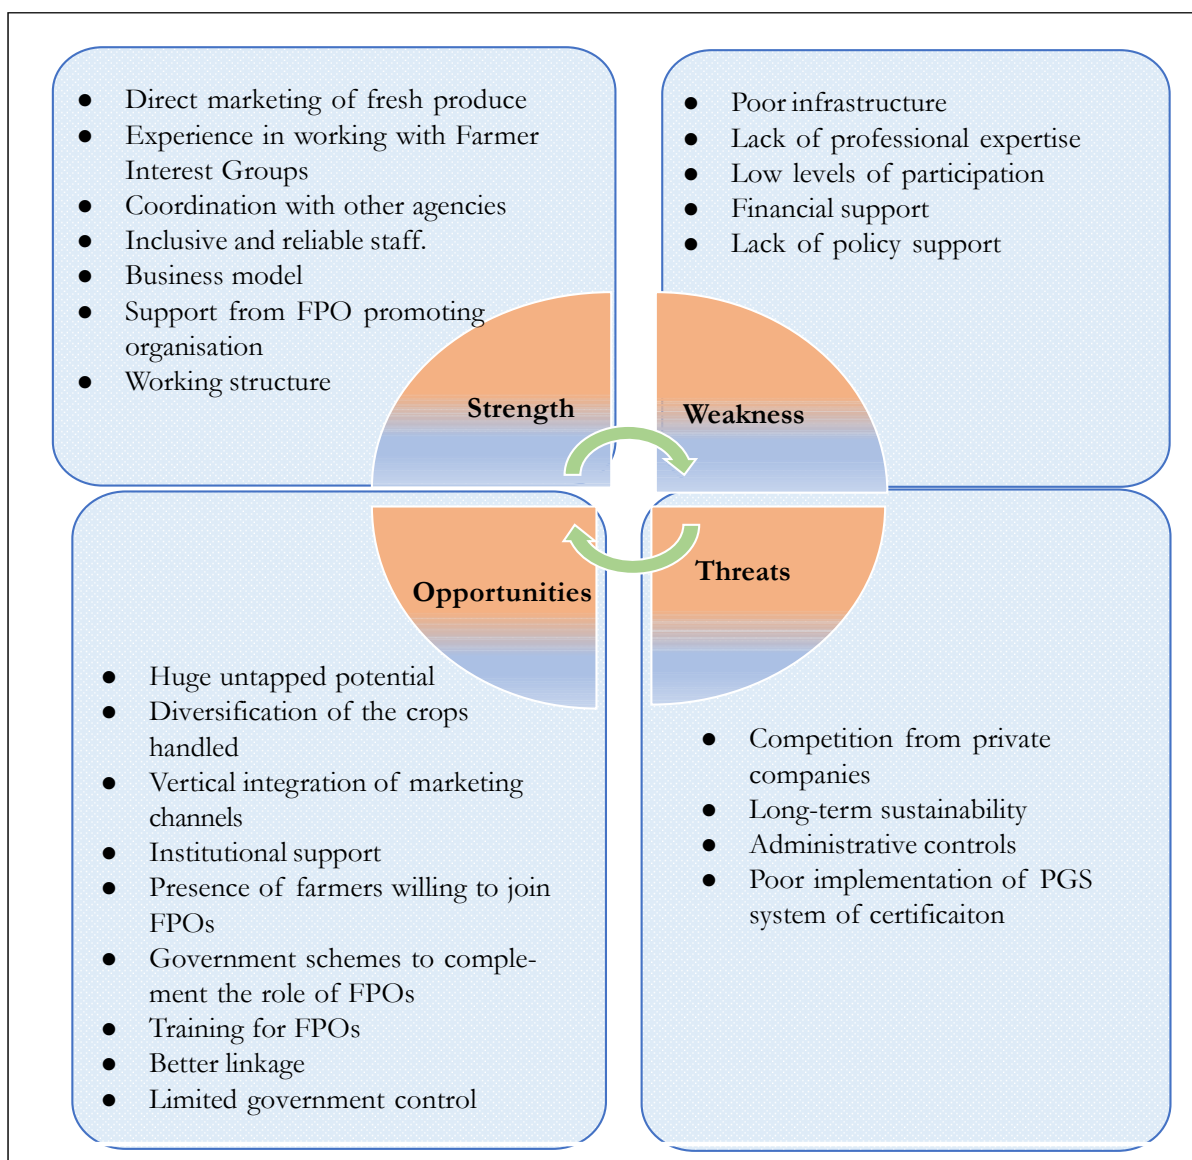 ● Direct marketing of fresh produce
● Experience in working with Farmer
Interest Groups
● Coordination with other agencies
● Inclusive and reliable staff.
● Business model
● Support from FPO promoting
organisation
● Working structure
Strength
● Poor infrastructure
● Lack of professional expertise
● Low levels of participation
● Financial support
● Lack of policy support
Weakness
Opportunities
● Huge untapped potential
● Diversification of the crops
handled
● Vertical integration of marketing
channels
● Institutional support
● Presence of farmers willing to join
FPOs
● Government schemes to comple-
ment the role of FPOs
● Training for FPOs
● Better linkage
● Limited government control
Threats
● Competition from private
companies
● Long-term sustainability
● Administrative controls
● Poor implementation of PGS
system of certificaiton